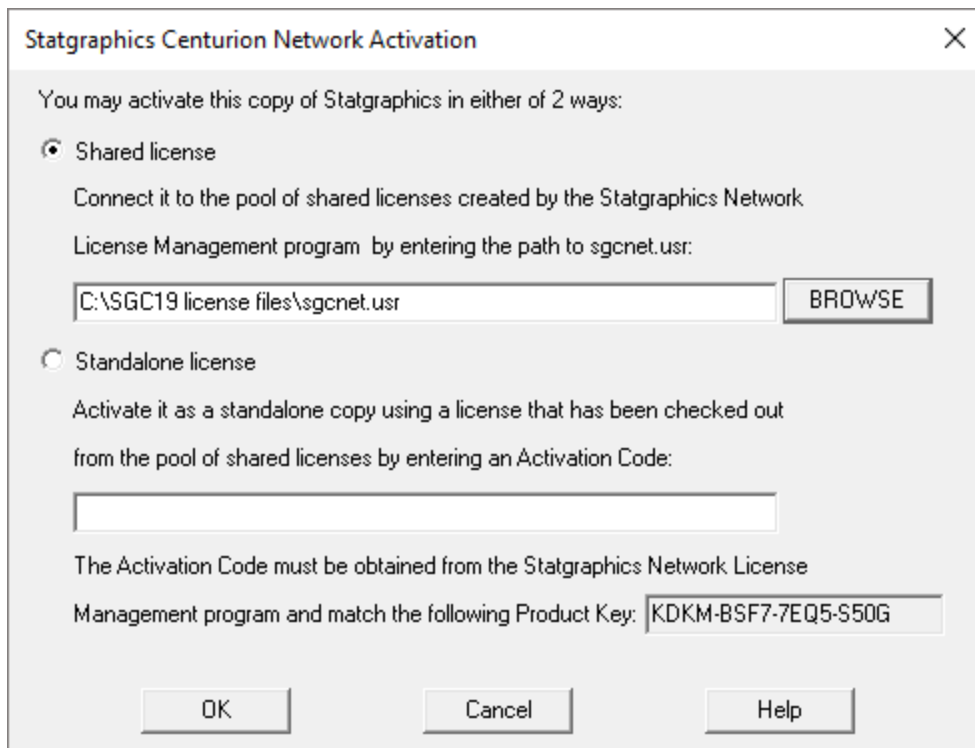 Statgraphics Centurion Network Activation
You may activate this copy of Statgraphics in either of 2 ways:
Shared license
Connect it to the pool of shared licenses created by the Statgraphics Network
License Management program by entering the path to sgcnet.usr:
C:\SGC19 license files\sgcnet.usr
BROWSE
Standalone license
Activate it as a standalone copy using a license that has been checked out
from the pool of shared licenses by entering an Activation Code:
The Activation Code must be obtained from the Statgraphics Network License
Management program and match the following Product Key: KDKM-BSF7-7EQ5-S50G
OK Cancel Help